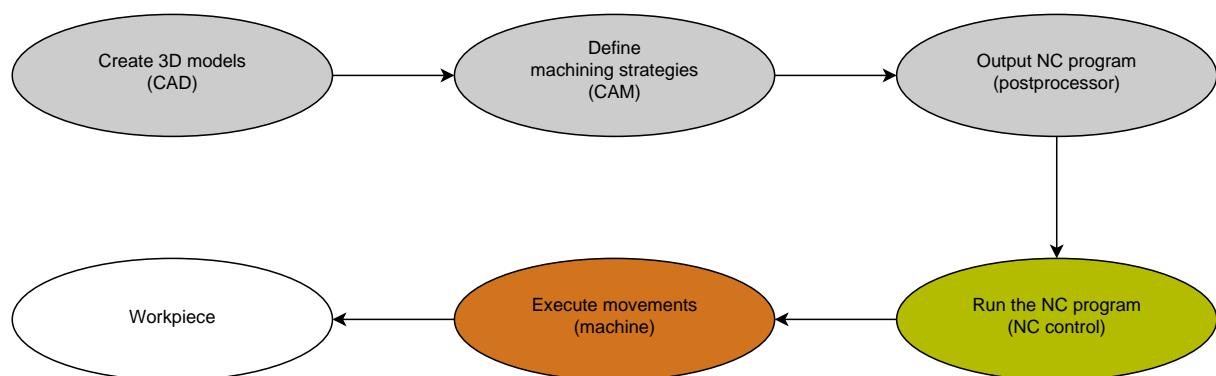 Create 3D models
(CAD)
Define
machining strategies
(CAM)
Output NC program
(postprocessor)
Workpiece
Execute movements
(machine)
Run the NC program
(NC control)